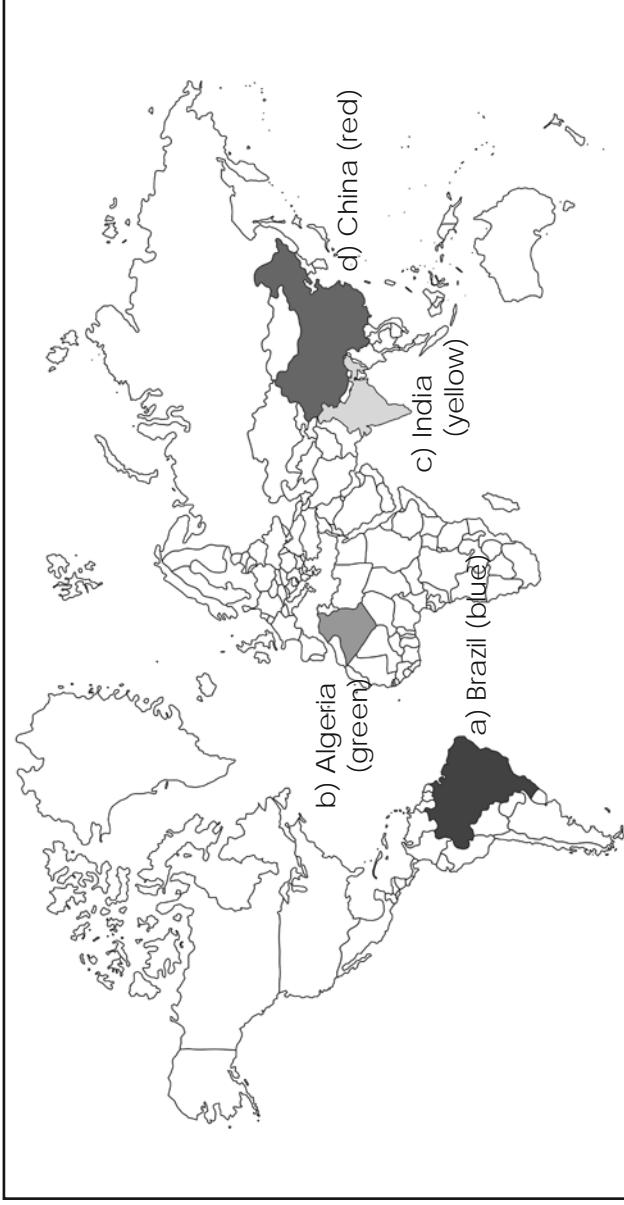 a) Brazil (blue)
b) Algeria
(green)
c) India
(yellow)
d) China (red)